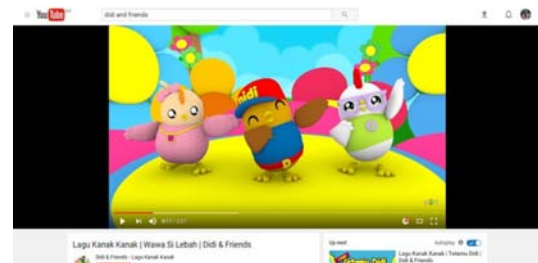 YouTube
didi and friends
didi
Lagu Kanak Kanak | Wawa Si Lebah | Didi & Friends
Didi & Friends - Lagu Kanak Kanak
Up next
Autoplay
Lagu Kanak Kanak | Tetamu Didi |
Didi & Friends